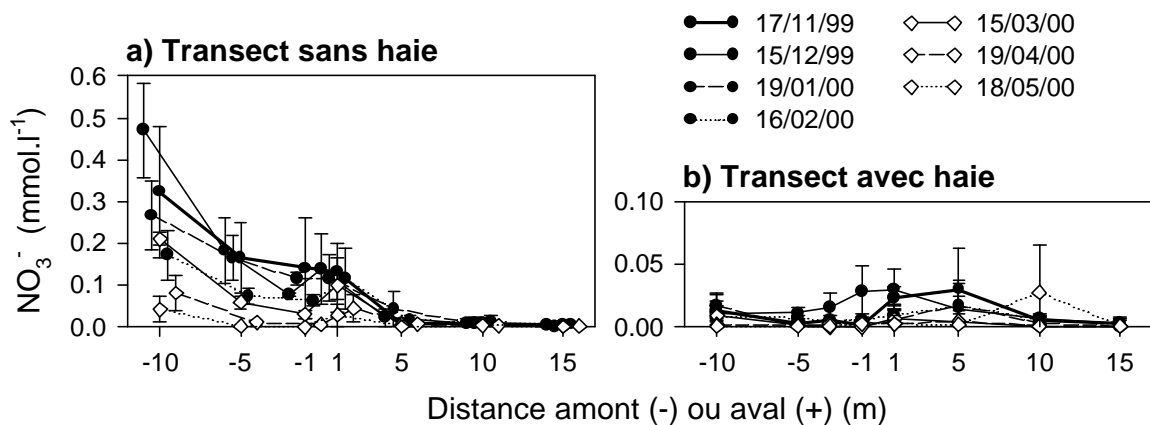 17/11/99
15/12/99
19/01/00
16/02/00
15/03/00
19/04/00
18/05/00
a) Transect sans haie
0.6
0.5
0.4
0.3
0.2
0.1
0.0
NO3- (mmol.l-1)
-10 -5 -1 1 5 10 15
b) Transect avec haie
0.10
0.05
0.00
-10 -5 -1 1 5 10 15
Distance amont (-) ou aval (+) (m)